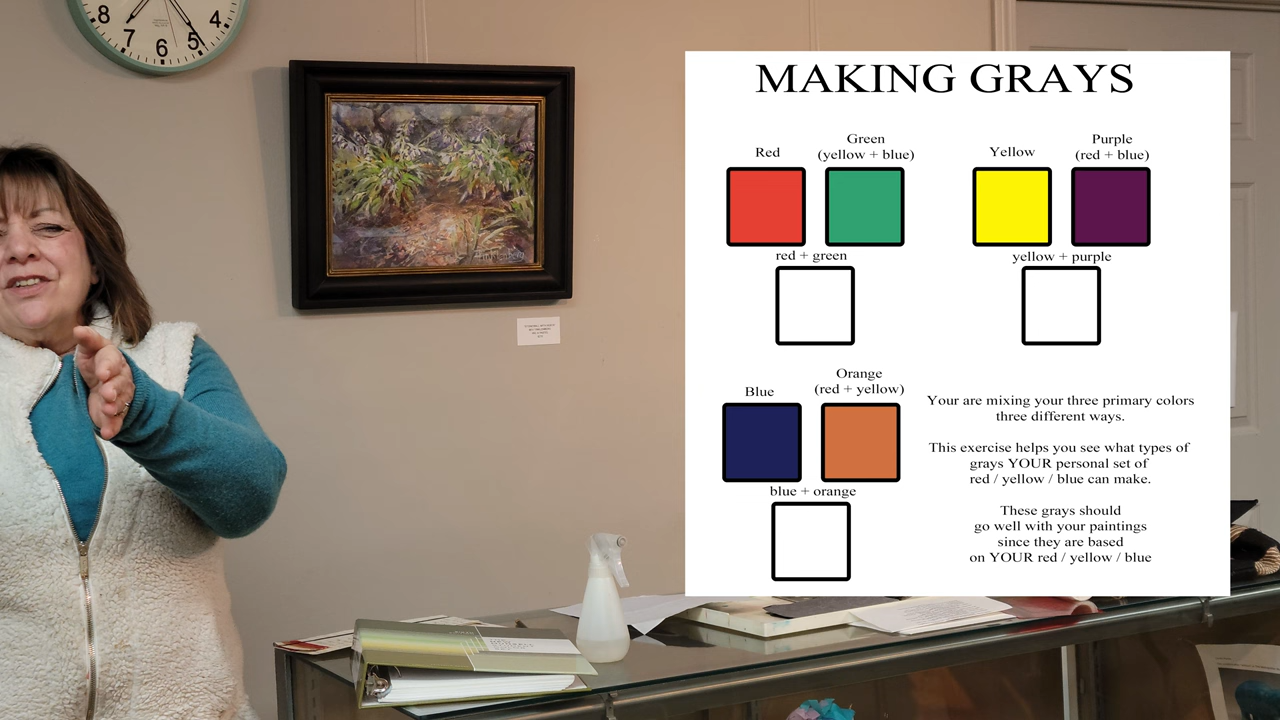 8
7
6
5
4
MAKING GRAYS
Red
Green
(yellow + blue)
red + green
Yellow
Purple
(red + blue)
yellow + purple
Blue
Orange
(red + yellow)
blue + orange
Your are mixing your three primary colors
three different ways.
This exercise helps you see what types of
grays YOUR personal set of
red / yellow / blue can make.
These grays should
go well with your paintings
since they are based
on YOUR red / yellow / blue